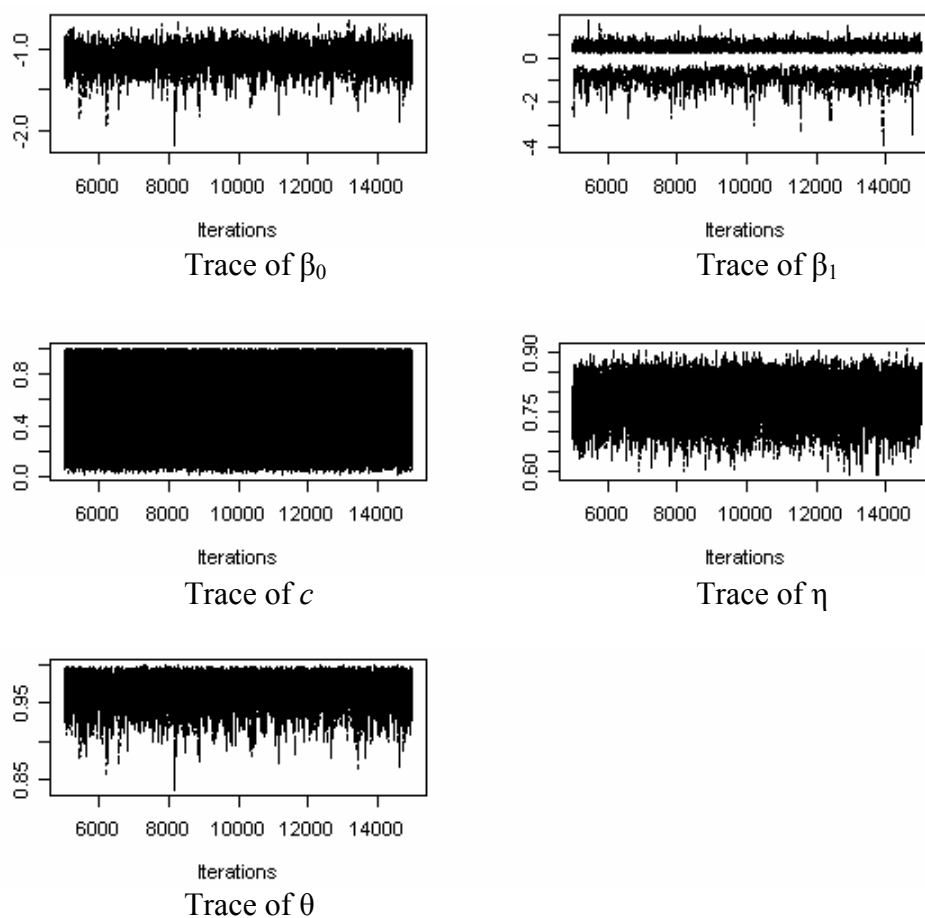 -1.0
-2.0
6000 8000 10000 12000 14000
Iterations
Trace of β₀
0
-2
-4
6000 8000 10000 12000 14000
Iterations
Trace of β₁
0.8
0.4
0.0
6000 8000 10000 12000 14000
Iterations
Trace of c
0.90
0.75
0.60
6000 8000 10000 12000 14000
Iterations
Trace of η
0.95
0.85
6000 8000 10000 12000 14000
Iterations
Trace of θ